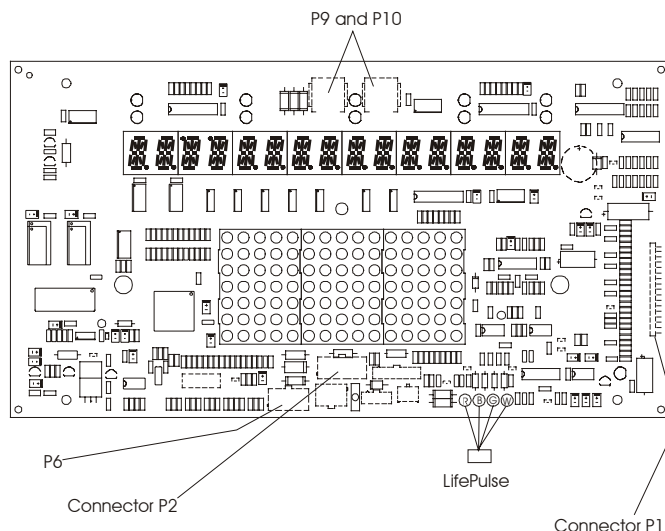 P9 and P10
R B G W
P6
LifePulse
Connector P2
Connector P1